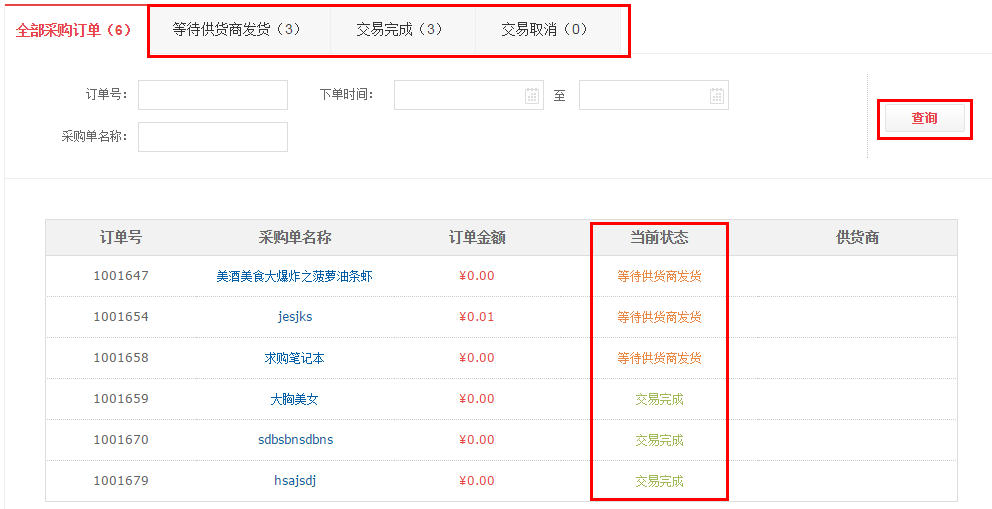 全部采购订单（6） 等待供货商发货（3） 交易完成（3） 交易取消（0）
订单号： 下单时间： 至
查询
采购单名称：
订单号 采购单名称 订单金额 当前状态 供货商
1001647 美酒美食大爆炸之菠萝油条虾 ¥0.00 等待供货商发货
1001654 jesjks ¥0.01 等待供货商发货
1001658 求购笔记本 ¥0.00 等待供货商发货
1001659 大胸美女 ¥0.00 交易完成
1001670 sdbsbnsdbns ¥0.00 交易完成
1001679 hsajsdj ¥0.00 交易完成